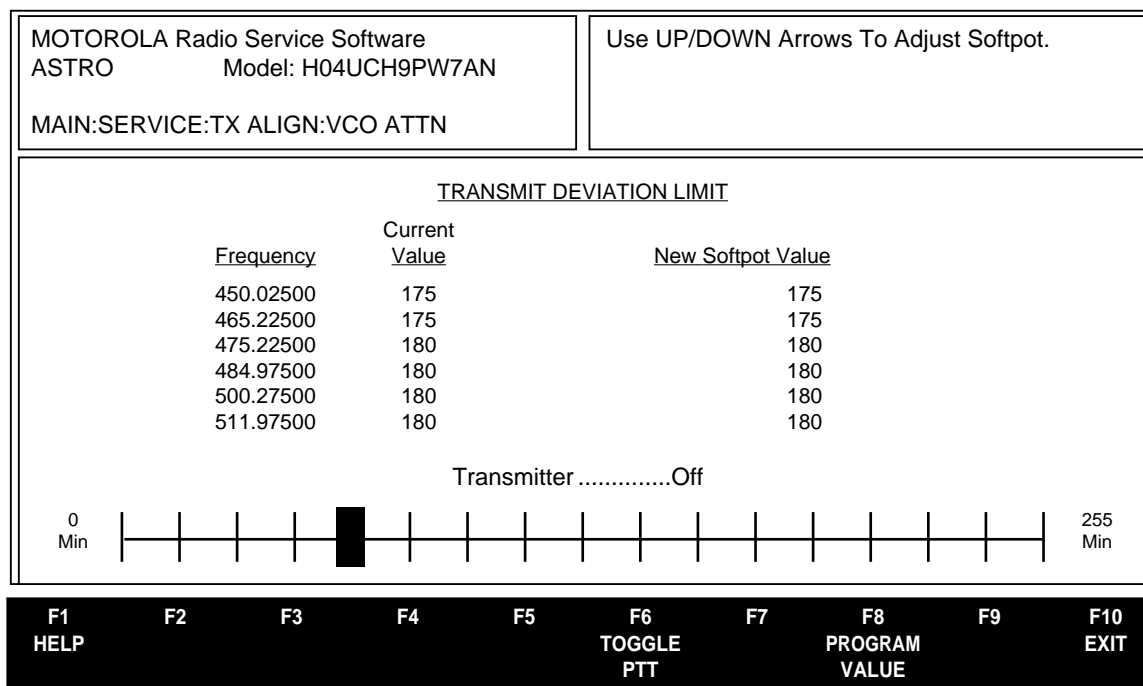 MOTOROLA Radio Service Software
ASTRO Model: H04UCH9PW7AN
MAIN:SERVICE:TX ALIGN:VCO ATTN
Use UP/DOWN Arrows To Adjust Softpot.
TRANSMIT DEVIATION LIMIT
Current
Frequency Value New Softpot Value
450.02500 175 175
465.22500 175 175
475.22500 180 180
484.97500 180 180
500.27500 180 180
511.97500 180 180
Transmitter ..............Off
0 255
Min Min
F1 F2 F3 F4 F5 F6 F7 F8 F9 F10
HELP TOGGLE PROGRAM EXIT
PTT VALUE